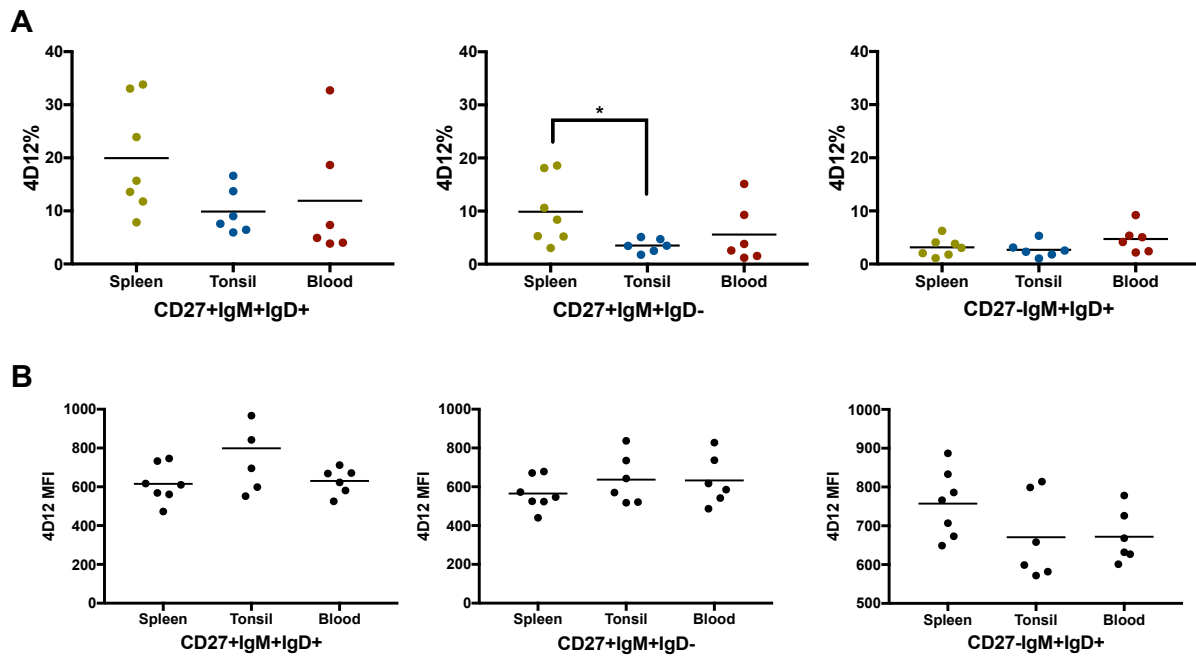 A
40
30
20
10
0
4D12%
Spleen Tonsil Blood
CD27+IgM+IgD+
40
30
20
10
0
4D12%
*
Spleen Tonsil Blood
CD27+IgM+IgD-
40
30
20
10
0
4D12%
Spleen Tonsil Blood
CD27-IgM+IgD+
B
1000
800
600
400
200
0
4D12 MFI
Spleen Tonsil Blood
CD27+IgM+IgD+
1000
800
600
400
200
0
4D12 MFI
Spleen Tonsil Blood
CD27+IgM+IgD-
1000
900
800
700
600
500
4D12 MFI
Spleen Tonsil Blood
CD27-IgM+IgD+